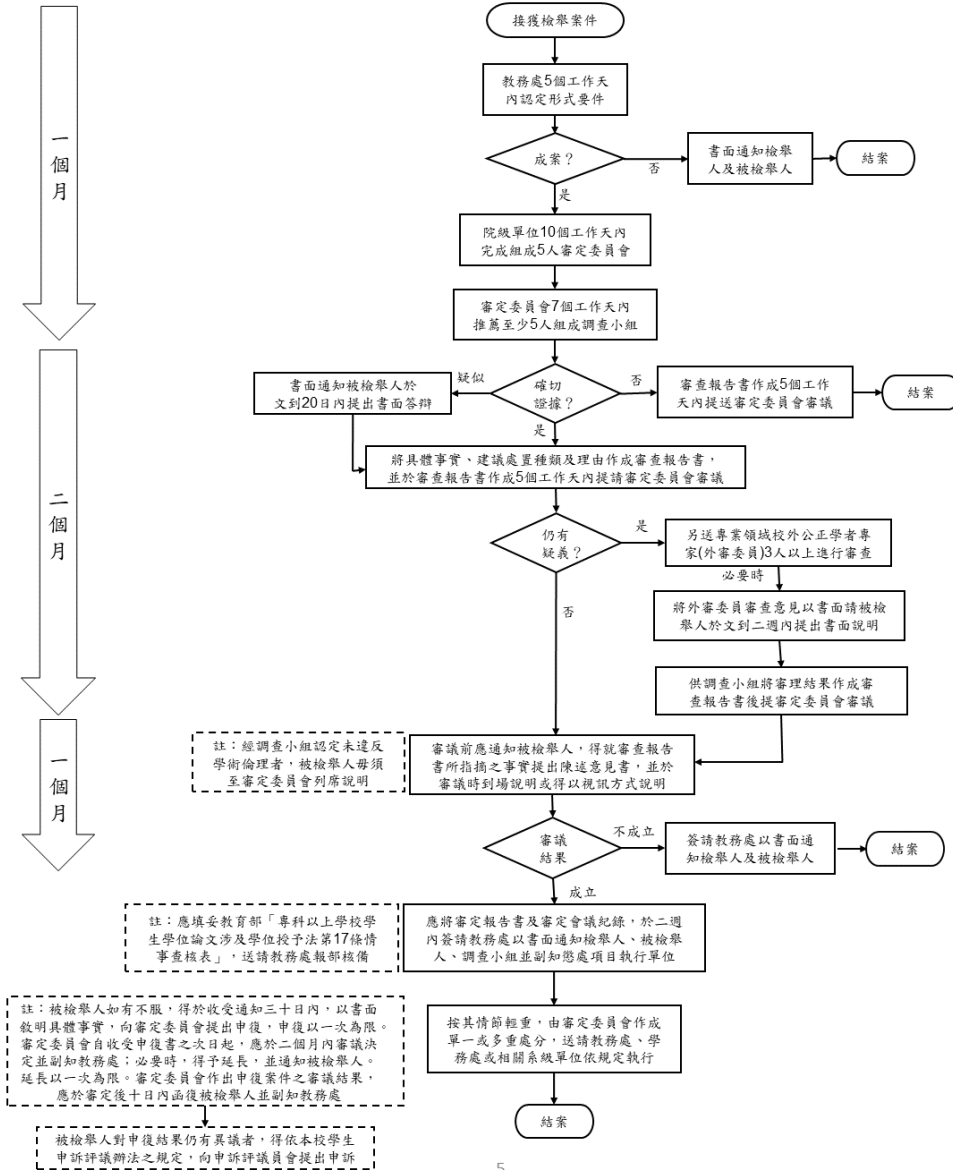 接獲檢舉案件
教務處5個工作天
內認定形式要件
成案？
否
書面通知檢舉
人及被檢舉人
結案
是
一個月
院級單位10個工作天內
完成組成5人審定委員會
審定委員會7個工作天內
推薦至少5人組成調查小組
確切
證據？
疑似
書面通知被檢舉人於
文到20日內提出書面答辯
否
審查報告書作成5個工作
天內提送審定委員會審議
結案
是
將具體事實、建議處置種類及理由作成審查報告書，
並於審查報告書作成5個工作天內提請審定委員會審議
二個月
仍有
疑義？
是
另送專業領域校外公正學者專
家(外審委員)3人以上進行審查
必要時
將外審委員審查意見以書面請被檢
舉人於文到二週內提出書面說明
否
供調查小組將審理結果作成審
查報告書後提審定委員會審議
一個月
註：經調查小組認定未違反
學術倫理者，被檢舉人毋須
至審定委員會列席說明
審議前應通知被檢舉人，得就審查報告
書所指摘之事實提出陳述意見書，並於
審議時到場說明或得以視訊方式說明
審議
結果
不成立
簽請教務處以書面通
知檢舉人及被檢舉人
結案
成立
註：應填妥教育部「專科以上學校學
生學位論文涉及學位授予法第17條情
事查核表」，送請教務處報部核備
應將審定報告書及審定會議紀錄，於二週
內簽請教務處以書面通知檢舉人、被檢舉
人、調查小組並副知懲處項目執行單位
註：被檢舉人如有不服，得於收受通知三十日內，以書面
敘明具體事實，向審定委員會提出申復，申復以一次為限。
審定委員會自收受申復書之次日起，應於二個月內審議決
定並副知教務處；必要時，得予延長，並通知被檢舉人。
延長以一次為限。審定委員會作出申復案件之審議結果，
應於審定後十日內函復被檢舉人並副知教務處
按其情節輕重，由審定委員會作成
單一或多重處分，送請教務處、學
務處或相關系級單位依規定執行
結案
被檢舉人對申復結果仍有異議者，得依本校學生
申訴評議辦法之規定，向申訴評議員會提出申訴
5